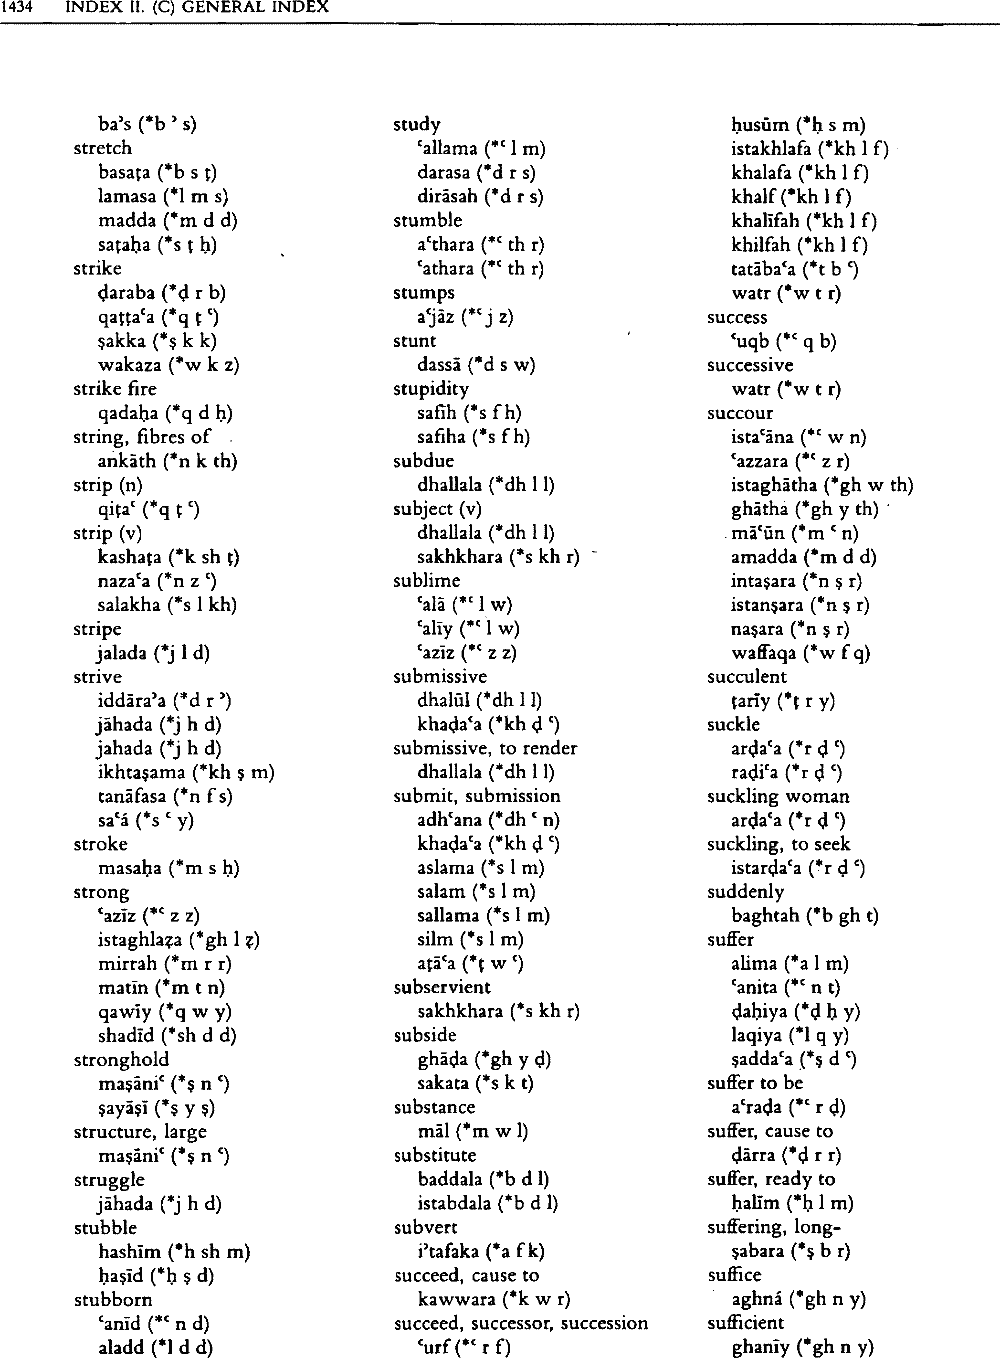 1434 INDEX II. (C) GENERAL INDEX
ba’s (*b ’ s)
stretch
basaṭa (*b s ṭ)
lamasa (*l m s)
madda (*m d d)
saṭaḥa (*s ṭ ḥ)
strike
ḍaraba (*ḍ r b)
qaṭṭaʿa (*q ṭ ʿ)
ṣakka (*ṣ k k)
wakaza (*w k z)
strike fire
qadaḥa (*q d ḥ)
string, fibres of
ankāth (*n k th)
strip (n)
qiṭaʿ (*q ṭ ʿ)
strip (v)
kashaṭa (*k sh ṭ)
nazaʿa (*n z ʿ)
salakha (*s l kh)
stripe
jalada (*j l d)
strive
iddāra’a (*d r ’)
jāhada (*j h d)
jahada (*j h d)
ikhtaṣama (*kh ṣ m)
tanāfasa (*n f s)
saʿá (*s ʿ y)
stroke
masaḥa (*m s ḥ)
strong
ʿazīz (*ʿ z z)
istaghlaẓa (*gh l ẓ)
mirrah (*m r r)
matīn (*m t n)
qawīy (*q w y)
shadīd (*sh d d)
stronghold
maṣāniʿ (*ṣ n ʿ)
ṣayāṣī (*ṣ y ṣ)
structure, large
maṣāniʿ (*ṣ n ʿ)
struggle
jāhada (*j h d)
stubble
hashīm (*h sh m)
ḥaṣīd (*ḥ ṣ d)
stubborn
ʿanīd (*ʿ n d)
aladd (*l d d)
study
ʿallama (*ʿ l m)
darasa (*d r s)
dirāsah (*d r s)
stumble
aʿthara (*ʿ th r)
ʿathara (*ʿ th r)
stumps
aʿjāz (*ʿ j z)
stunt
dassā (*d s w)
stupidity
safīh (*s f h)
safiha (*s f h)
subdue
dhallala (*dh l l)
subject (v)
dhallala (*dh l l)
sakhkhara (*s kh r)
sublime
ʿalā (*ʿ l w)
ʿalīy (*ʿ l w)
ʿazīz (*ʿ z z)
submissive
dhalūl (*dh l l)
khaḍaʿa (*kh ḍ ʿ)
submissive, to render
dhallala (*dh l l)
submit, submission
adhʿana (*dh ʿ n)
khaḍaʿa (*kh ḍ ʿ)
aslama (*s l m)
salam (*s l m)
sallama (*s l m)
silm (*s l m)
aṭāʿa (*ṭ w ʿ)
subservient
sakhkhara (*s kh r)
subside
ghāḍa (*gh y ḍ)
sakata (*s k t)
substance
māl (*m w l)
substitute
baddala (*b d l)
istabdala (*b d l)
subvert
i’tafaka (*a f k)
succeed, cause to
kawwara (*k w r)
succeed, successor, succession
ʿurf (*ʿ r f)
ḥusūm (*ḥ s m)
istakhlafa (*kh l f)
khalafa (*kh l f)
khalf (*kh l f)
khalīfah (*kh l f)
khilfah (*kh l f)
tatābaʿa (*t b ʿ)
watr (*w t r)
success
ʿuqb (*ʿ q b)
successive
watr (*w t r)
succour
istaʿāna (*ʿ w n)
ʿazzara (*ʿ z r)
istaghātha (*gh w th)
ghātha (*gh y th)
māʿūn (*m ʿ n)
amadda (*m d d)
intaṣara (*n ṣ r)
istanṣara (*n ṣ r)
naṣara (*n ṣ r)
waffaqa (*w f q)
succulent
ṭarīy (*ṭ r y)
suckle
arḍaʿa (*r ḍ ʿ)
raḍiʿa (*r ḍ ʿ)
suckling woman
arḍaʿa (*r ḍ ʿ)
suckling, to seek
istarḍaʿa (*r ḍ ʿ)
suddenly
baghtah (*b gh t)
suffer
alima (*a l m)
ʿanita (*ʿ n t)
ḍaḥiya (*ḍ ḥ y)
laqiya (*l q y)
ṣaddaʿa (*ṣ d ʿ)
suffer to be
aʿraḍa (*ʿ r ḍ)
suffer, cause to
ḍārra (*ḍ r r)
suffer, ready to
ḥalīm (*ḥ l m)
suffering, long-
ṣabara (*ṣ b r)
suffice
aghná (*gh n y)
sufficient
ghanīy (*gh n y)